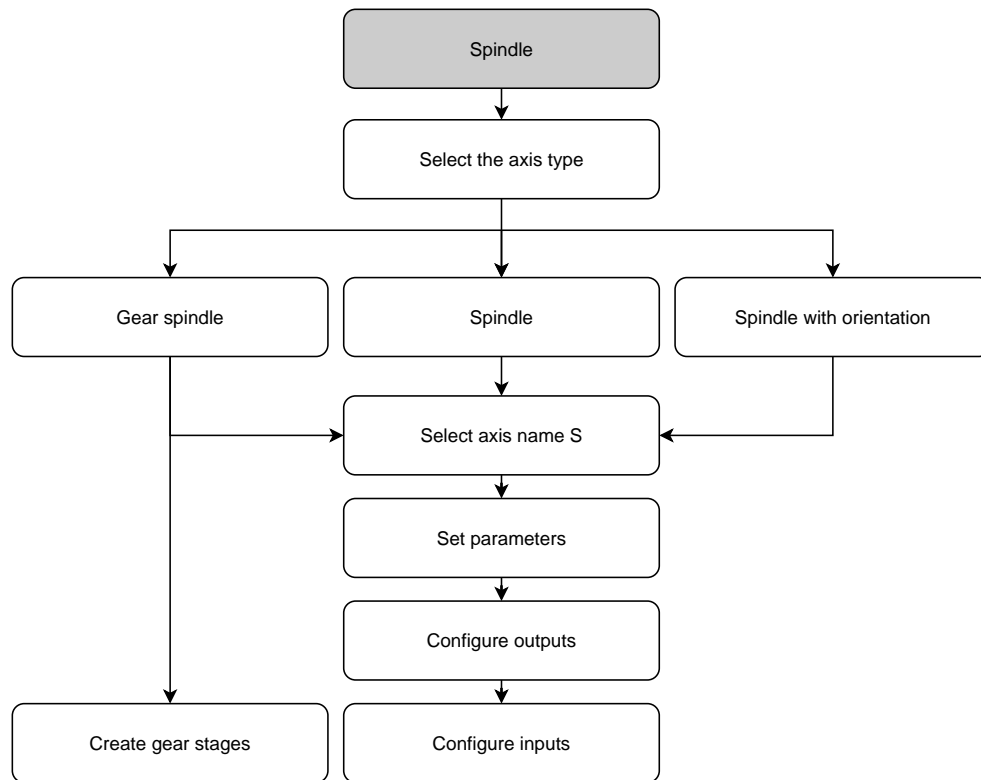 Spindle
Select the axis type
Gear spindle
Spindle
Spindle with orientation
Select axis name S
Set parameters
Configure outputs
Create gear stages
Configure inputs